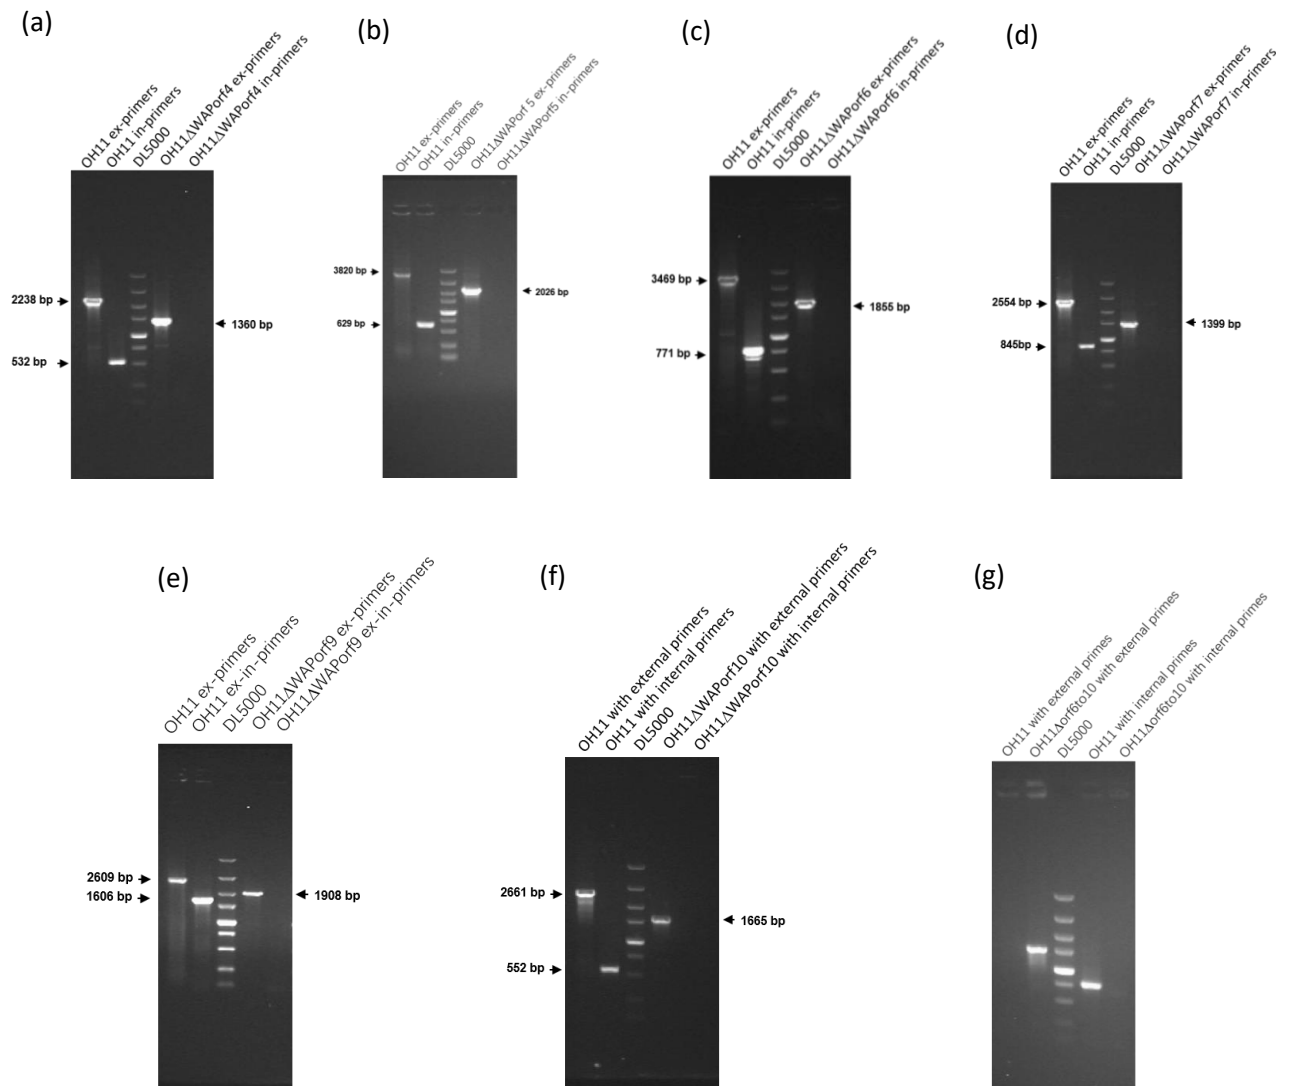 (a)
OH11 ex-primers
OH11 in-primers
DL5000
OH11ΔWAPorf4 ex-primers
OH11ΔWAPorf4 in-primers
2238 bp
532 bp
1360 bp
(b)
OH11 ex-primers
OH11 in-primers
DL5000
OH11ΔWAPorf 5 ex-primers
OH11ΔWAPorf5 in-primers
3820 bp
629 bp
2026 bp
(c)
OH11 ex-primers
OH11 in-primers
DL5000
OH11ΔWAPorf6 ex-primers
OH11ΔWAPorf6 in-primers
3469 bp
771 bp
1855 bp
(d)
OH11 ex-primers
OH11 in-primers
DL5000
OH11ΔWAPorf7 ex-primers
OH11ΔWAPorf7 in-primers
2554 bp
845bp
1399 bp
(e)
OH11 ex-primers
OH11 ex-in-primers
DL5000
OH11ΔWAPorf9 ex-primers
OH11ΔWAPorf9 ex-in-primers
2609 bp
1606 bp
1908 bp
(f)
OH11 with external primers
OH11 with internal primers
DL5000
OH11ΔWAPorf10 with external primers
OH11ΔWAPorf10 with internal primers
2661 bp
552 bp
1665 bp
(g)
OH11 with external primes
OH11Δorf6to10 with external primes
DL5000
OH11 with internal primes
OH11Δorf6to10 with internal primes